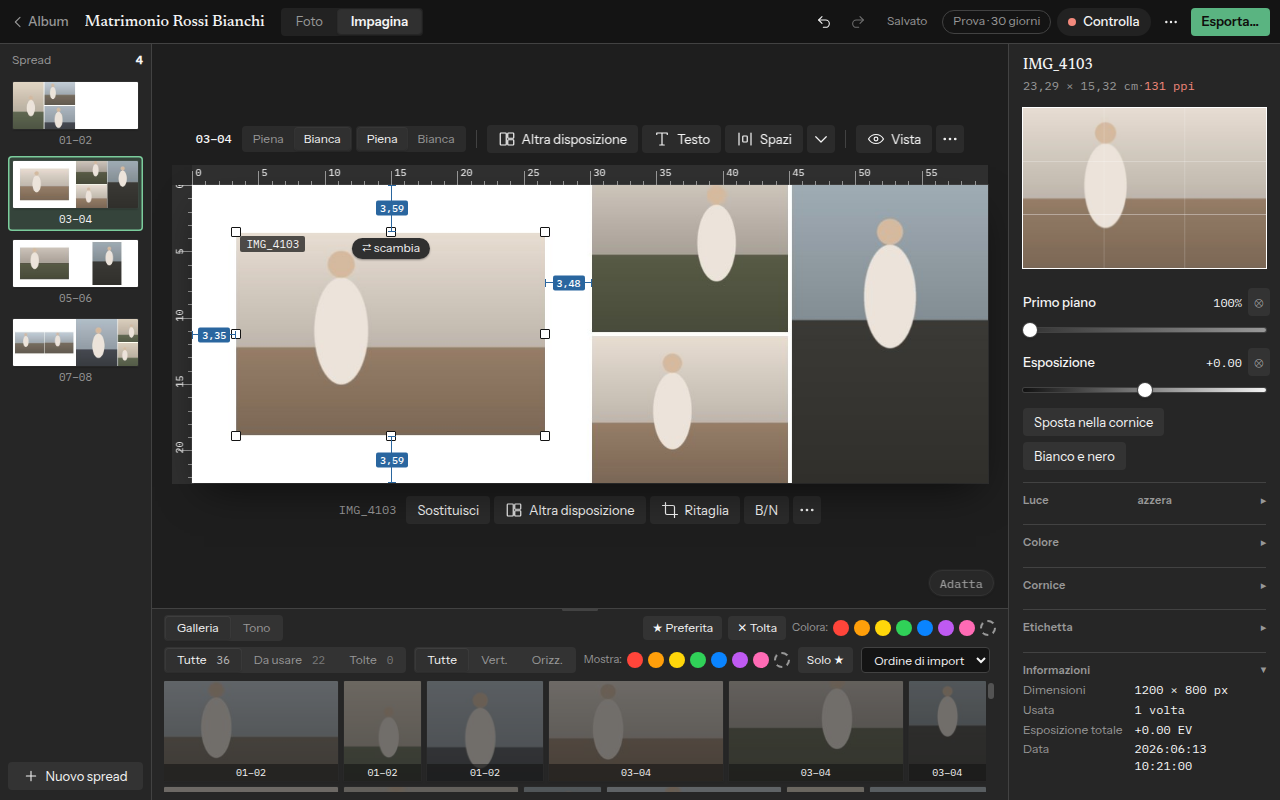 Album
Matrimonio Rossi Bianchi
Foto
Impagina
Salvato
Prova·30 giorni
Controlla
Esporta…
Spread
4
01–02
03–04
05–06
07–08
Nuovo spread
03–04
Piena
Bianca
Piena
Bianca
Altra disposizione
Testo
Spazi
Vista
0
5
10
15
20
25
30
35
40
45
50
55
0
5
10
15
20
3,59
IMG_4103
⇄ scambia
3,48
3,35
3,59
IMG_4103
Sostituisci
Altra disposizione
Ritaglia
B/N
Adatta
Galleria
Tono
★ Preferita
✕ Tolta
Colora:
Tutte 36
Da usare 22
Tolte 0
Tutte
Vert.
Orizz.
Mostra:
Solo ★
Ordine di import
01–02
01–02
01–02
03–04
03–04
03–04
IMG_4103
23,29 × 15,32 cm·131 ppi
Primo piano
100%
Esposizione
+0.00
Sposta nella cornice
Bianco e nero
Luce
azzera
Colore
Cornice
Etichetta
Informazioni
Dimensioni 1200 × 800 px
Usata 1 volta
Esposizione totale +0.00 EV
Data 2026:06:13
10:21:00